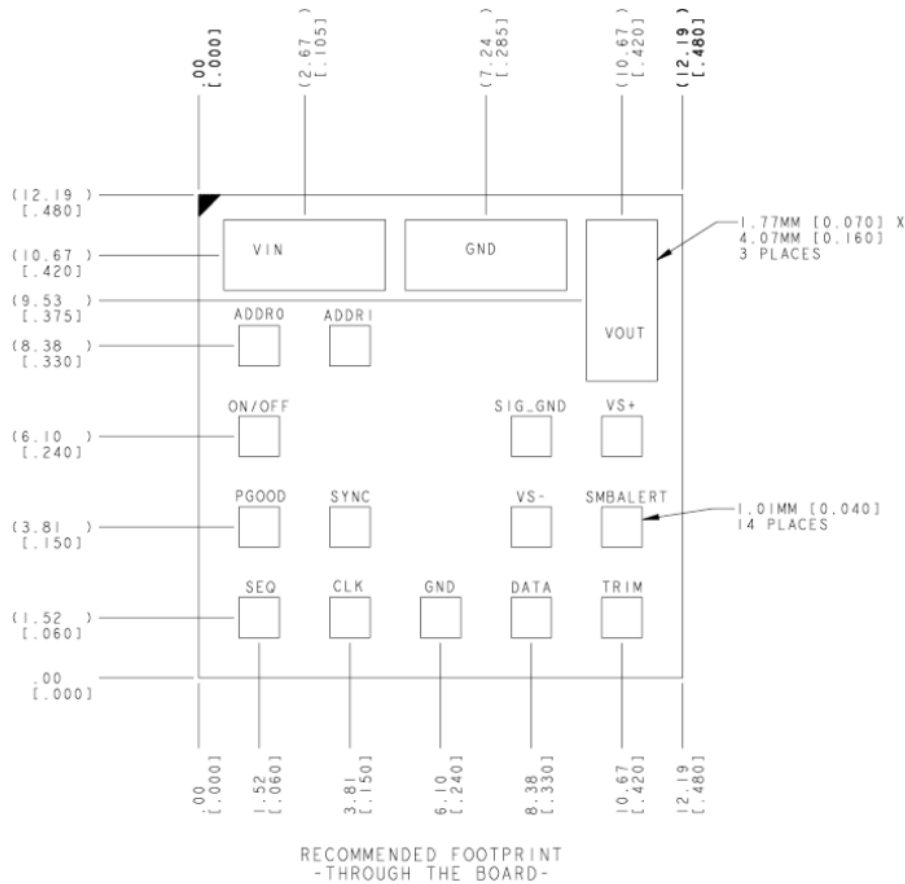 .00
[.000]
(2.67 )
[.105]
(7.24 )
[.285]
(10.67 )
[.420]
(12.19 )
[.480]
(12.19 )
[.480]
(10.67 )
[.420]
(9.53 )
[.375]
(8.38 )
[.330]
(6.10 )
[.240]
(3.81 )
[.150]
(1.52 )
[.060]
.00
[.000]
VIN
GND
VOUT
1.77MM [0.070] X
4.07MM [0.160]
3 PLACES
ADDR0 ADDR1
ON/OFF SIG_GND VS+
PGOOD SYNC VS- SMBALERT
1.01MM [0.040]
14 PLACES
SEQ CLK GND DATA TRIM
.00
[.000]
1.52
[.060]
3.81
[.150]
6.10
[.240]
8.38
[.330]
10.67
[.420]
12.19
[.480]
RECOMMENDED FOOTPRINT
-THROUGH THE BOARD-